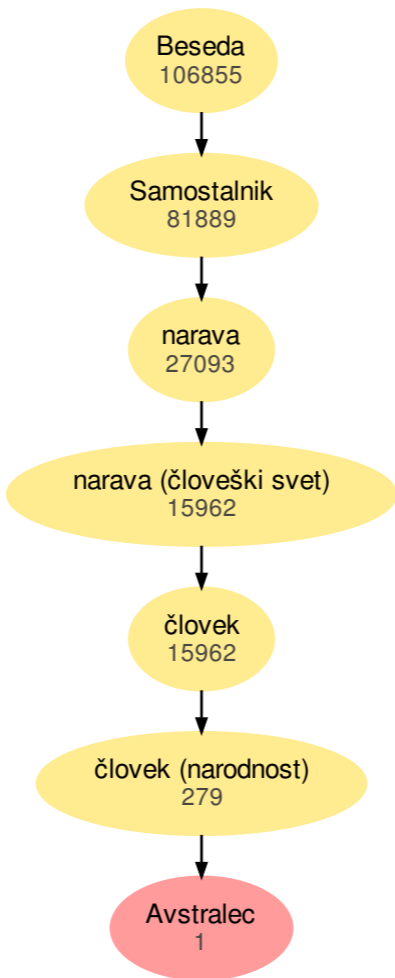 Beseda
106855
Samostalnik
81889
narava
27093
narava (človeški svet)
15962
človek
15962
človek (narodnost)
279
Avstralec
1